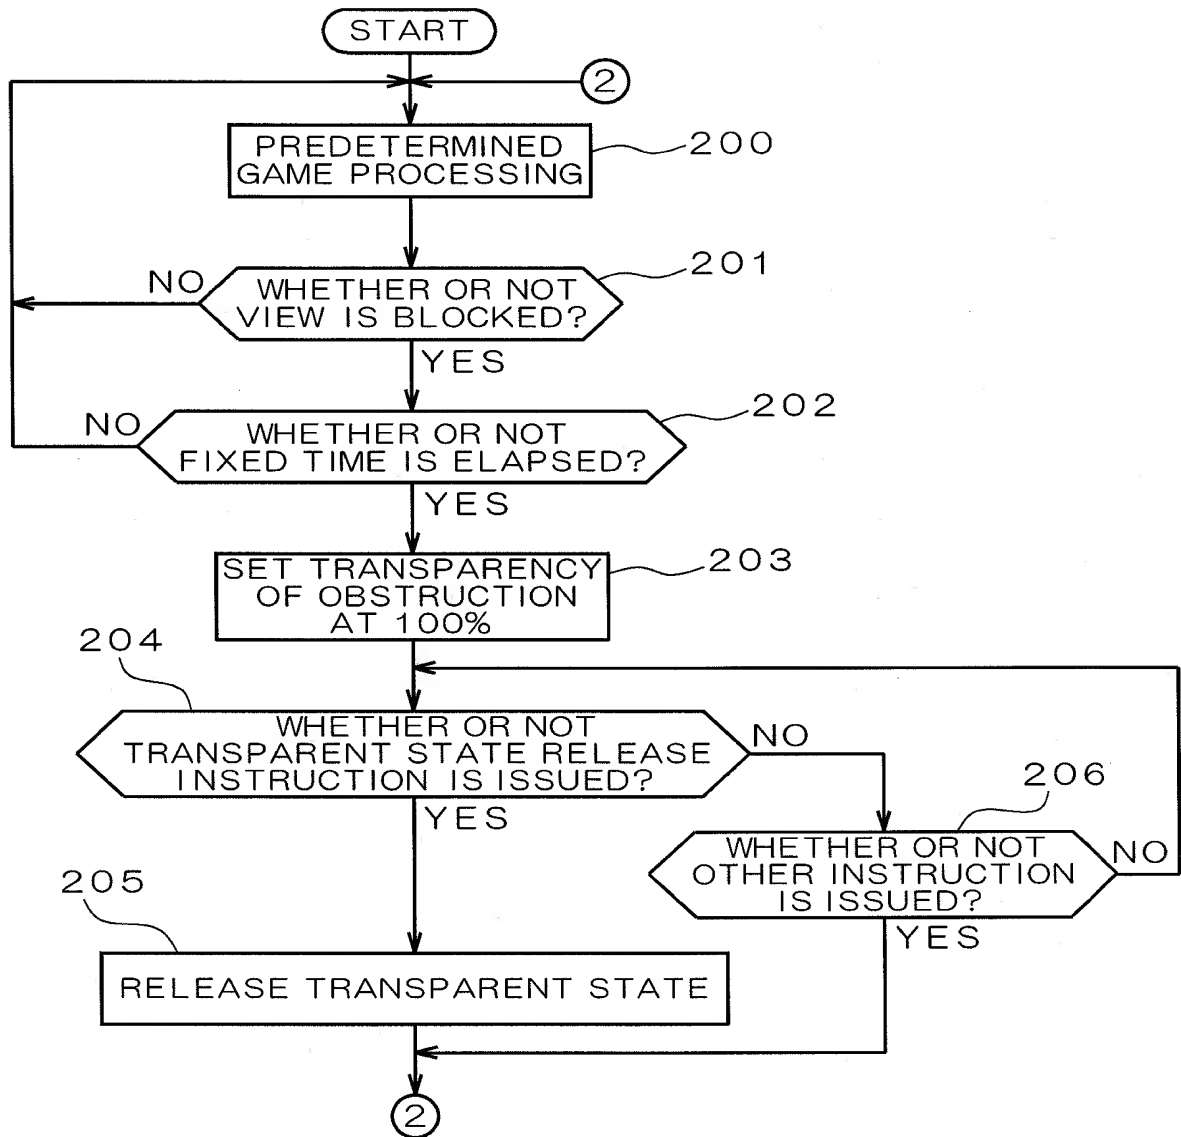 START
2
PREDETERMINED
GAME PROCESSING
200
WHETHER OR NOT
VIEW IS BLOCKED?
201
NO
YES
WHETHER OR NOT
FIXED TIME IS ELAPSED?
202
NO
YES
SET TRANSPARENCY
OF OBSTRUCTION
AT 100%
203
204
WHETHER OR NOT
TRANSPARENT STATE RELEASE
INSTRUCTION IS ISSUED?
NO
YES
206
WHETHER OR NOT
OTHER INSTRUCTION
IS ISSUED?
NO
YES
205
RELEASE TRANSPARENT STATE
2